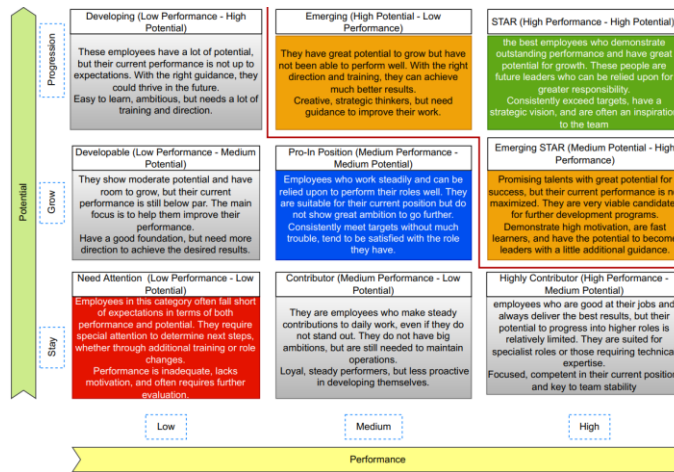 Developing (Low Performance - High
Potential)
These employees have a lot of potential,
but their current performance is not up to
expectations. With the right guidance, they
could thrive in the future.
Easy to learn, ambitious, but needs a lot of
training and direction.
Emerging (High Potential - Low
Performance)
They have great potential to grow but have
not been able to perform well. With the right
direction and training, they can achieve
much better results.
Creative, strategic thinkers, but need
guidance to improve their work.
STAR (High Performance - High Potential)
the best employees who demonstrate
outstanding performance and have great
potential for growth. These people are
future leaders who can be relied upon for
greater responsibility.
Consistently exceed targets, have a
strategic vision, and are often an inspiration
to the team
Progression
Developable (Low Performance - Medium
Potential)
They show moderate potential and have
room to grow, but their current
performance is still below par. The main
focus is to help them improve their
performance.
Have a good foundation, but need more
direction to achieve the desired results.
Pro-In Position (Medium Performance -
Medium Potential)
Employees who work steadily and can be
relied upon to perform their roles well. They
are suitable for their current position but do
not show great ambition to go further.
Consistently meet targets without much
trouble, tend to be satisfied with the role
they have.
Emerging STAR (Medium Potential - High
Performance)
Promising talents with great potential for
success, but their current performance is no
maximized. They are very viable candidate
for further development programs.
Demonstrate high motivation, are fast
learners, and have the potential to become
leaders with a little additional guidance.
Grow
Potential
Need Attention (Low Performance - Low
Potential)
Employees in this category often fall short
of expectations in terms of both
performance and potential. They require
special attention to determine next steps,
whether through additional training or role
changes.
Performance is inadequate, lacks
motivation, and often requires further
evaluation.
Contributor (Medium Performance - Low
Potential)
They are employees who make steady
contributions to daily work, even if they do
not stand out. They do not have big
ambitions, but are still needed to maintain
operations.
Loyal, steady performers, but less proactive
in developing themselves.
Highly Contributor (High Performance -
Medium Potential)
employees who are good at their jobs and
always deliver the best results, but their
potential to progress into higher roles is
relatively limited. They are suited for
specialist roles or those requiring technical
expertise.
Focused, competent in their current position
and key to team stability
Stay
Low
Medium
High
Performance